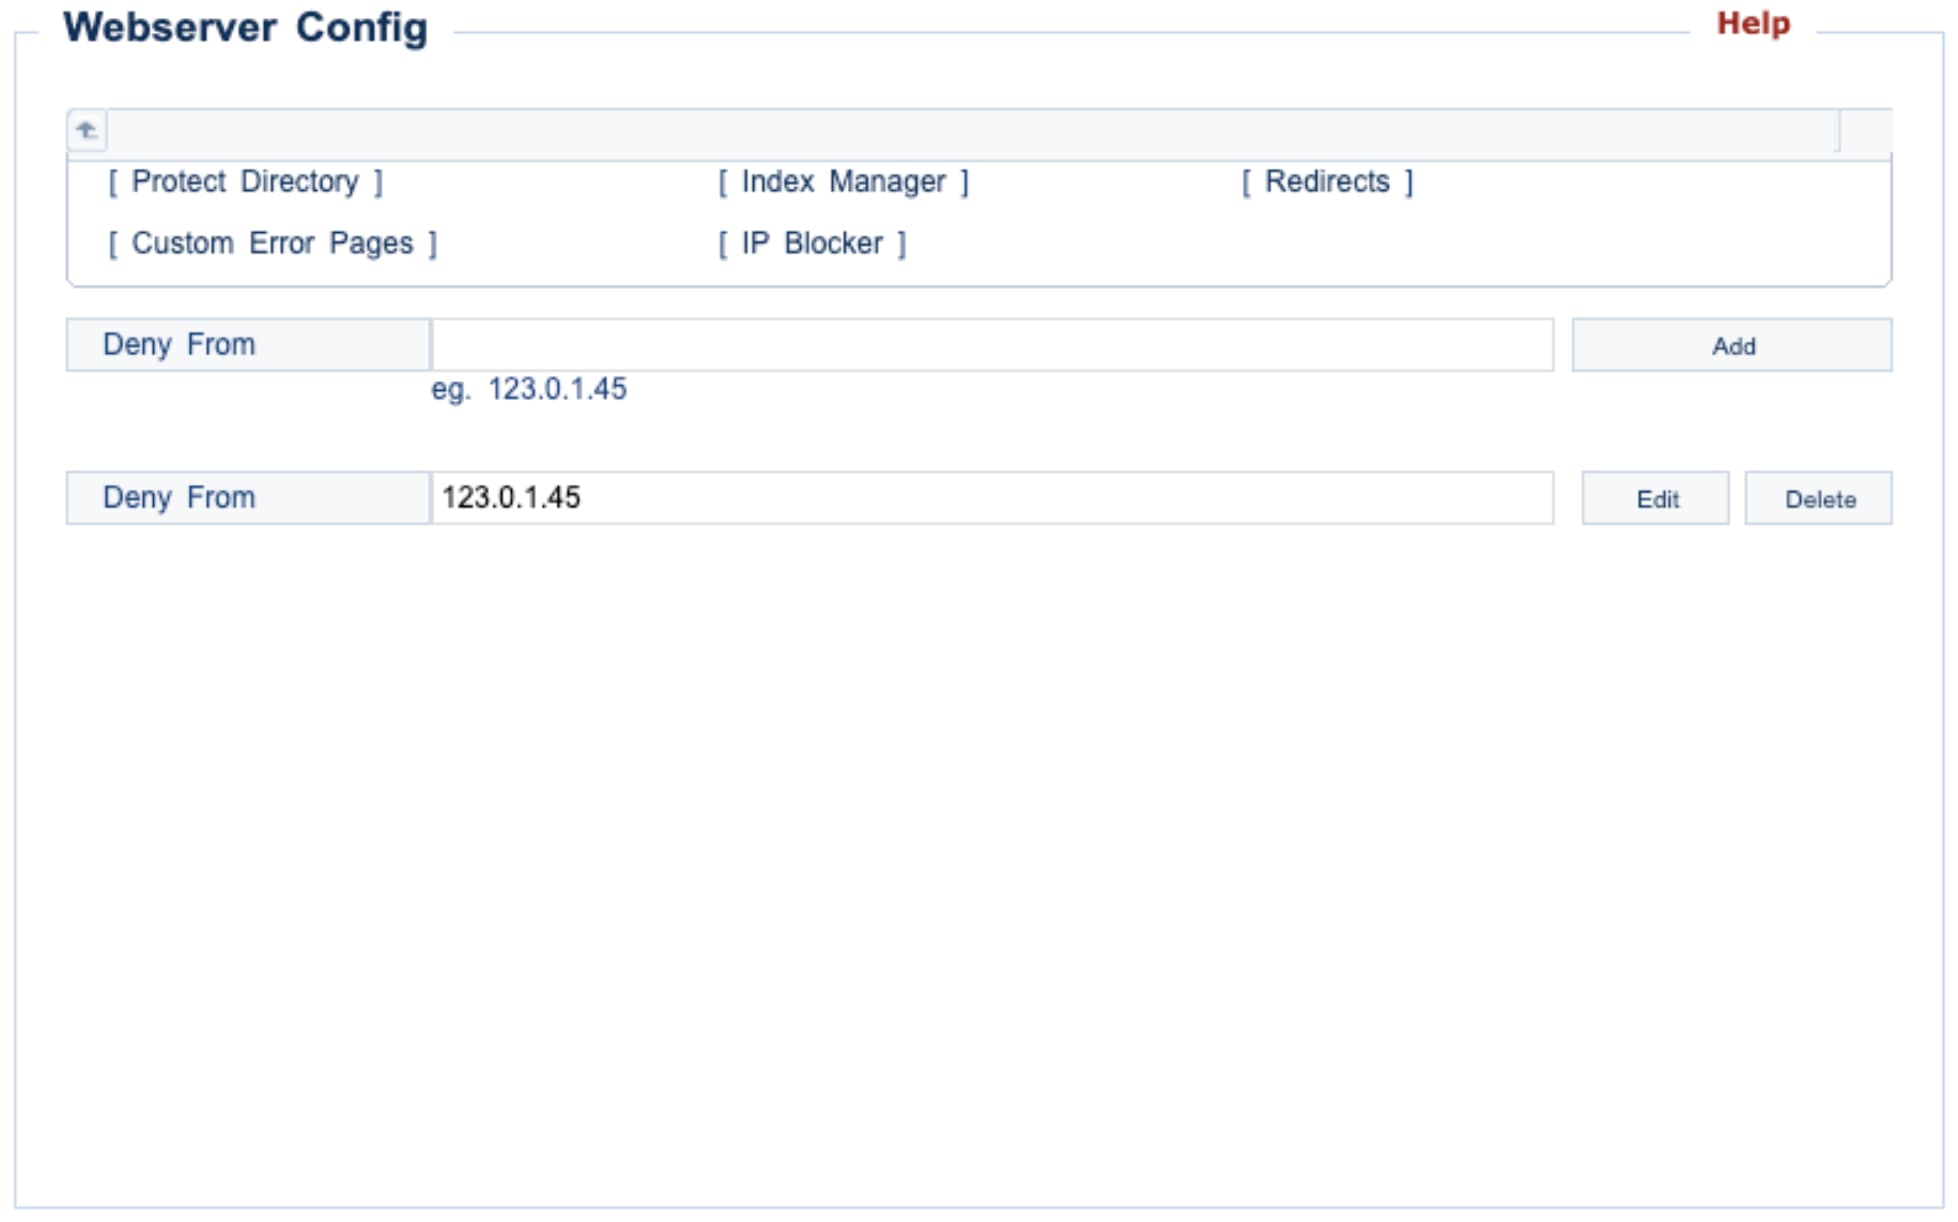 Webserver Config
Help
[ Protect Directory ] [ Index Manager ] [ Redirects ]
[ Custom Error Pages ] [ IP Blocker ]
Deny From Add
eg. 123.0.1.45
Deny From 123.0.1.45 Edit Delete